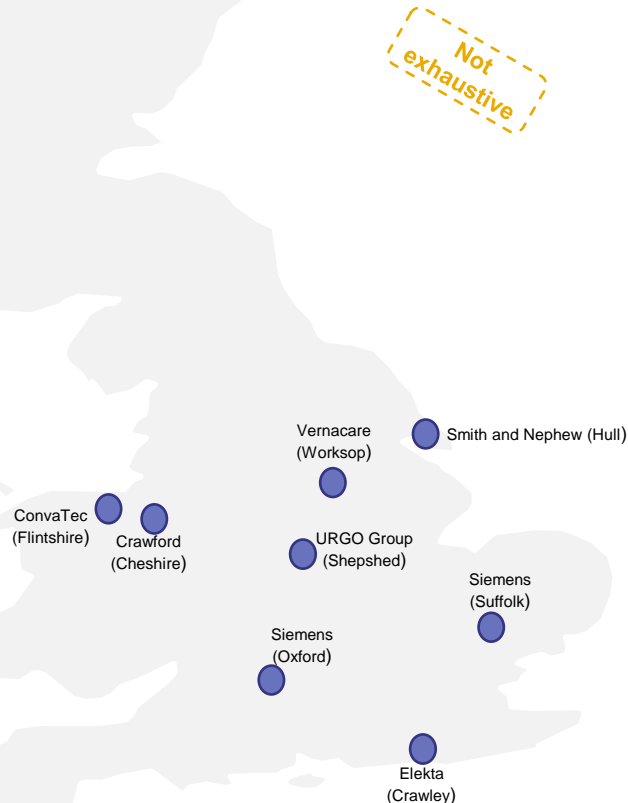 Not
exhaustive
Vernacare
(Worksop)
Smith and Nephew (Hull)
ConvaTec
(Flintshire)
Crawford
(Cheshire)
URGO Group
(Shepshed)
Siemens
(Suffolk)
Siemens
(Oxford)
Elekta
(Crawley)